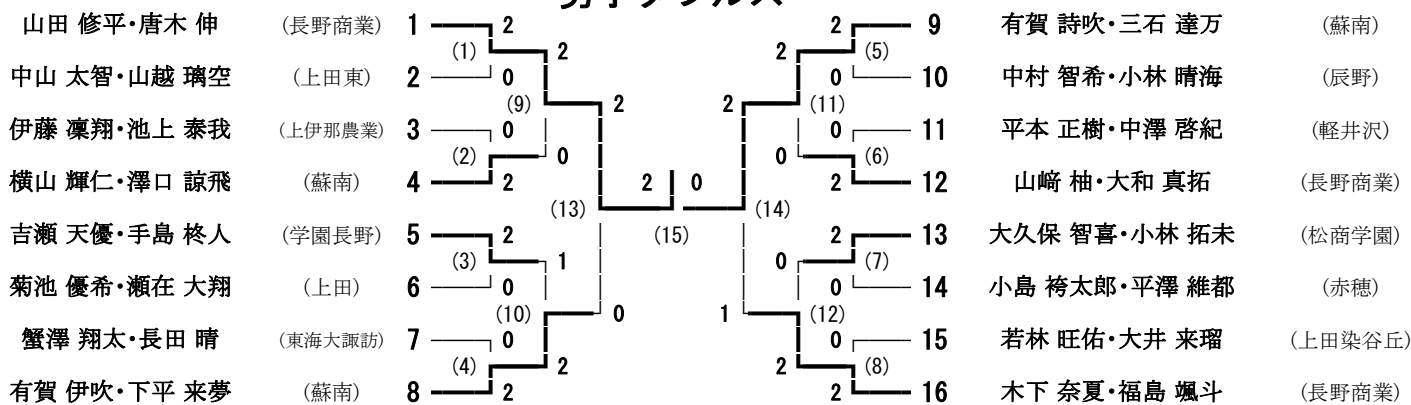 山田 修平・唐木 伸 (長野商業) 1 2 2 9 有賀 詩吹・三石 達万 (蘇南)
(1) 2 2 (5)
中山 太智・山越 璃空 (上田東) 2 0 0 10 中村 智希・小林 晴海 (辰野)
(9) 2 2 (11)
伊藤 凜翔・池上 泰我 (上伊那農業) 3 0 0 11 平本 正樹・中澤 啓紀 (軽井沢)
(2) 0 0 (6)
横山 輝仁・澤口 諒飛 (蘇南) 4 2 2 0 2 12 山﨑 柚・大和 真拓 (長野商業)
(13) (15) (14)
吉瀬 天優・手島 柊人 (学園長野) 5 2 2 13 大久保 智喜・小林 拓未 (松商学園)
(3) 1 0 (7)
菊池 優希・瀬在 大翔 (上田) 6 0 0 14 小島 袴太郎・平澤 維都 (赤穂)
(10) 0 1 (12)
蟹澤 翔太・長田 晴 (東海大諏訪) 7 0 0 15 若林 旺佑・大井 来瑠 (上田染谷丘)
(4) 2 2 (8)
有賀 伊吹・下平 来夢 (蘇南) 8 2 2 16 木下 奈夏・福島 颯斗 (長野商業)